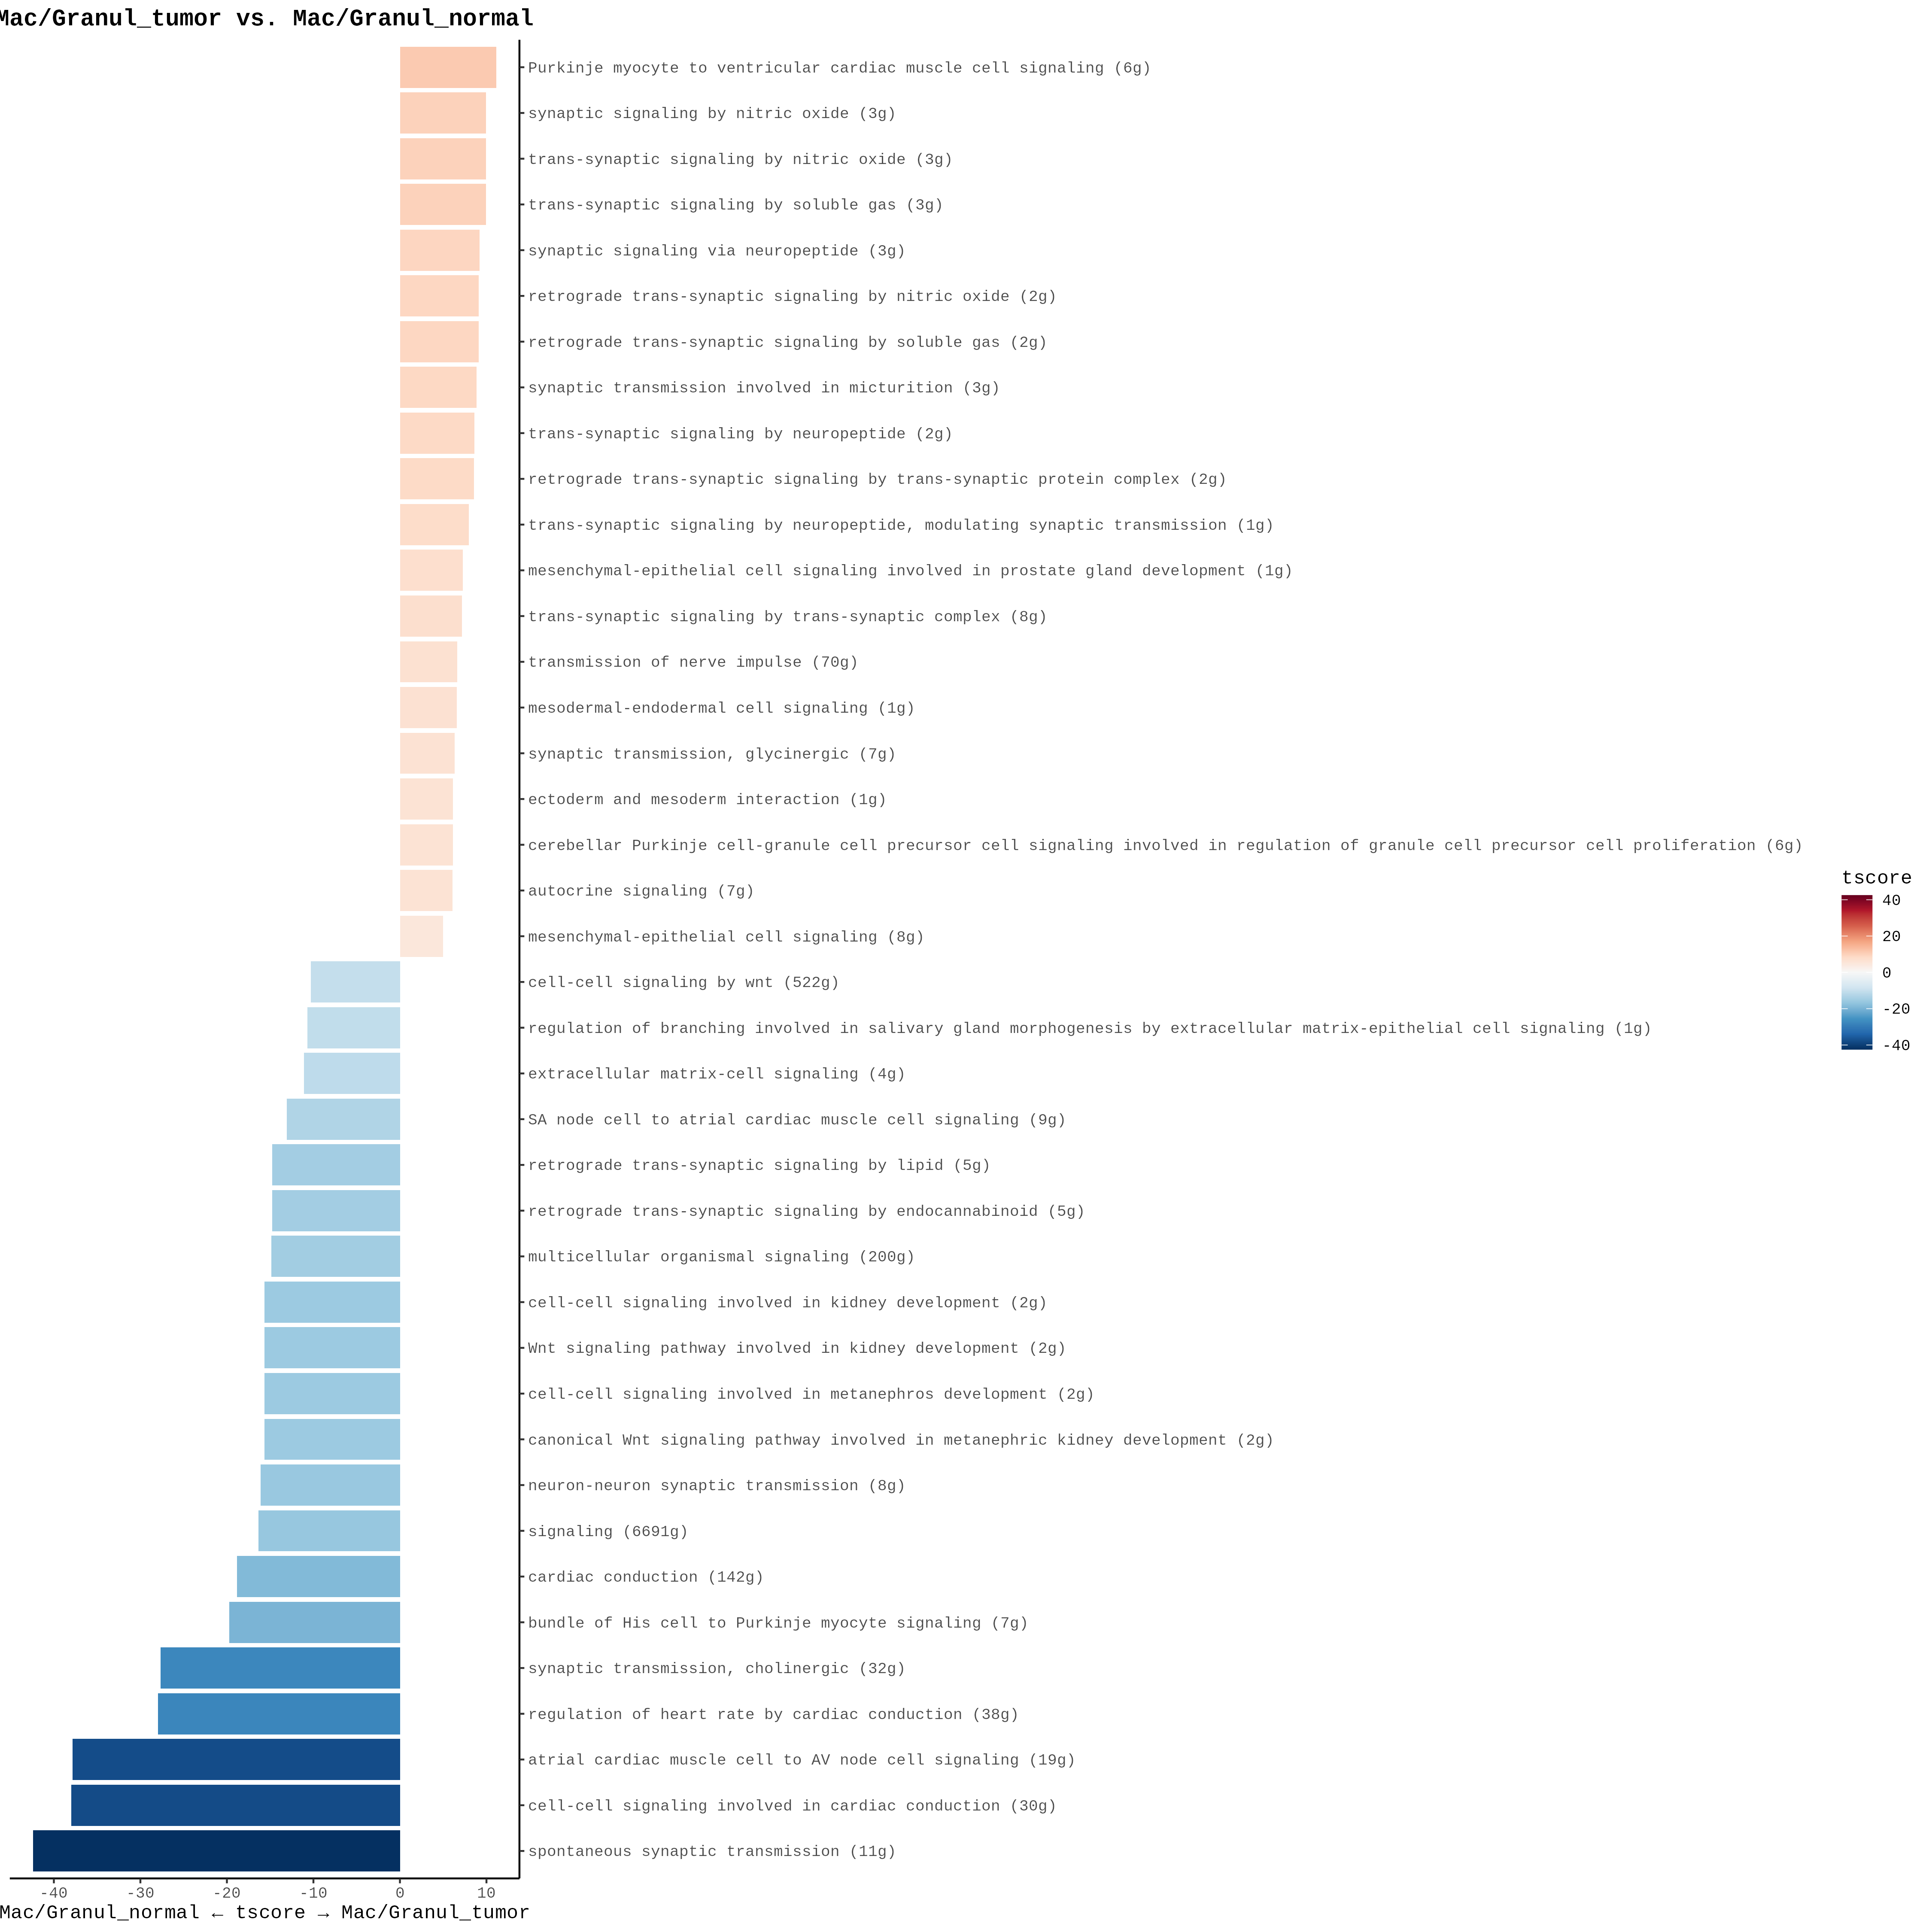 Mac/Granul_tumor vs. Mac/Granul_normal
Purkinje myocyte to ventricular cardiac muscle cell signaling (6g)
synaptic signaling by nitric oxide (3g)
trans-synaptic signaling by nitric oxide (3g)
trans-synaptic signaling by soluble gas (3g)
synaptic signaling via neuropeptide (3g)
retrograde trans-synaptic signaling by nitric oxide (2g)
retrograde trans-synaptic signaling by soluble gas (2g)
synaptic transmission involved in micturition (3g)
trans-synaptic signaling by neuropeptide (2g)
retrograde trans-synaptic signaling by trans-synaptic protein complex (2g)
trans-synaptic signaling by neuropeptide, modulating synaptic transmission (1g)
mesenchymal-epithelial cell signaling involved in prostate gland development (1g)
trans-synaptic signaling by trans-synaptic complex (8g)
transmission of nerve impulse (70g)
mesodermal-endodermal cell signaling (1g)
synaptic transmission, glycinergic (7g)
ectoderm and mesoderm interaction (1g)
cerebellar Purkinje cell-granule cell precursor cell signaling involved in regulation of granule cell precursor cell proliferation (6g)
autocrine signaling (7g)
mesenchymal-epithelial cell signaling (8g)
cell-cell signaling by wnt (522g)
regulation of branching involved in salivary gland morphogenesis by extracellular matrix-epithelial cell signaling (1g)
extracellular matrix-cell signaling (4g)
SA node cell to atrial cardiac muscle cell signaling (9g)
retrograde trans-synaptic signaling by lipid (5g)
retrograde trans-synaptic signaling by endocannabinoid (5g)
multicellular organismal signaling (200g)
cell-cell signaling involved in kidney development (2g)
Wnt signaling pathway involved in kidney development (2g)
cell-cell signaling involved in metanephros development (2g)
canonical Wnt signaling pathway involved in metanephric kidney development (2g)
neuron-neuron synaptic transmission (8g)
signaling (6691g)
cardiac conduction (142g)
bundle of His cell to Purkinje myocyte signaling (7g)
synaptic transmission, cholinergic (32g)
regulation of heart rate by cardiac conduction (38g)
atrial cardiac muscle cell to AV node cell signaling (19g)
cell-cell signaling involved in cardiac conduction (30g)
spontaneous synaptic transmission (11g)
-40 -30 -20 -10 0 10
Mac/Granul_normal ← tscore → Mac/Granul_tumor
tscore
40
20
0
-20
-40